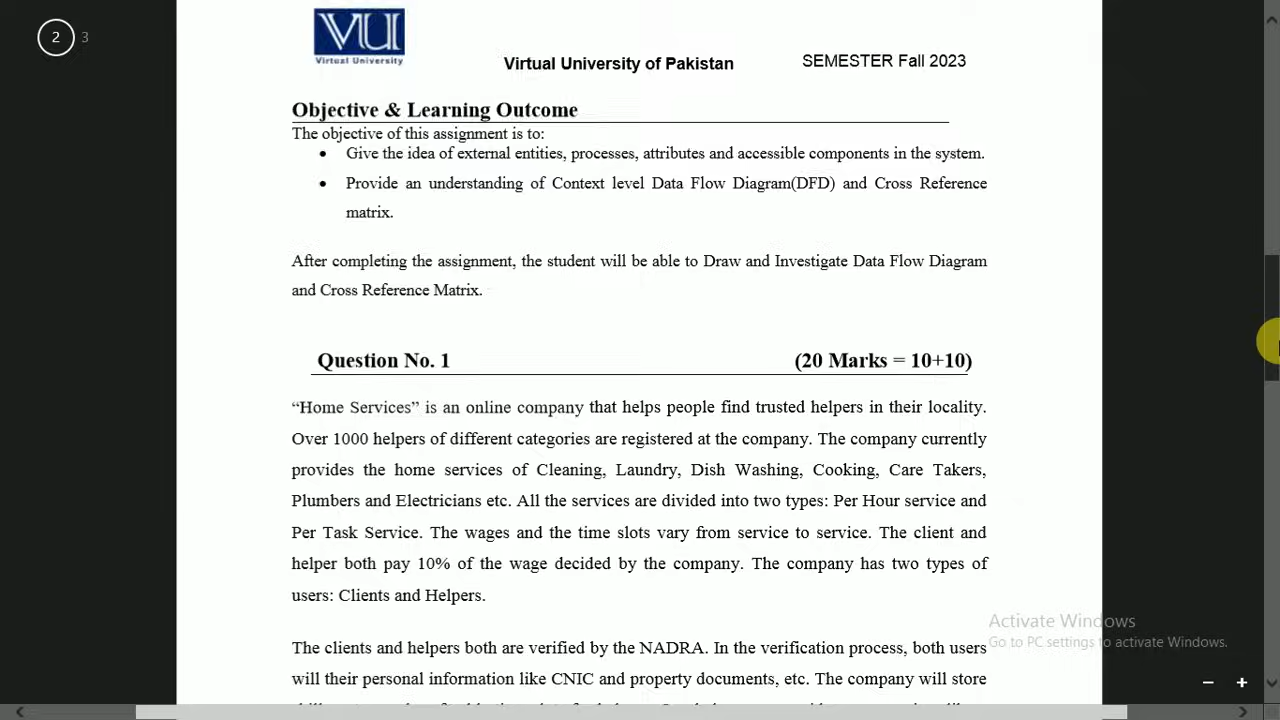 2 3
VU
Virtual University
Virtual University of Pakistan SEMESTER Fall 2023
Objective & Learning Outcome
The objective of this assignment is to:
• Give the idea of external entities, processes, attributes and accessible components in the system.
• Provide an understanding of Context level Data Flow Diagram(DFD) and Cross Reference
matrix.
After completing the assignment, the student will be able to Draw and Investigate Data Flow Diagram
and Cross Reference Matrix.
Question No. 1 (20 Marks = 10+10)
“Home Services” is an online company that helps people find trusted helpers in their locality.
Over 1000 helpers of different categories are registered at the company. The company currently
provides the home services of Cleaning, Laundry, Dish Washing, Cooking, Care Takers,
Plumbers and Electricians etc. All the services are divided into two types: Per Hour service and
Per Task Service. The wages and the time slots vary from service to service. The client and
helper both pay 10% of the wage decided by the company. The company has two types of
users: Clients and Helpers.
Activate Windows
Go to PC settings to activate Windows.
The clients and helpers both are verified by the NADRA. In the verification process, both users
will their personal information like CNIC and property documents, etc. The company will store